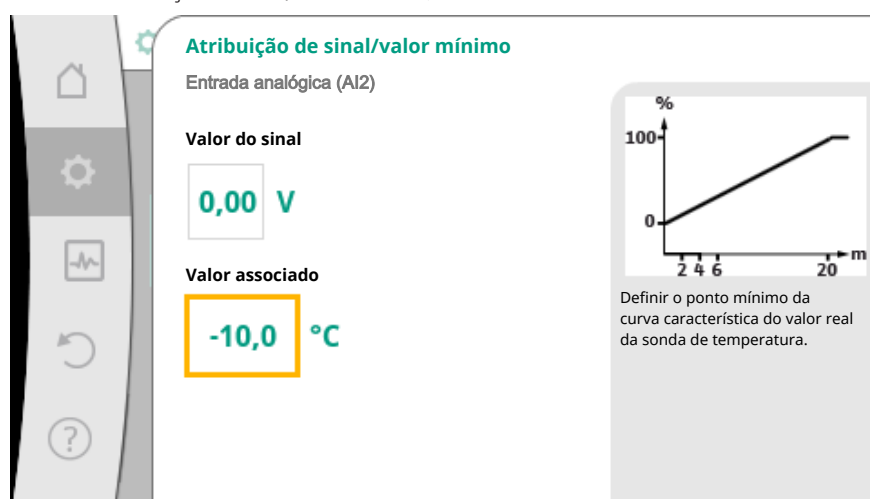 Atribuição de sinal/valor mínimo
Entrada analógica (AI2)
Valor do sinal
0,00 V
Valor associado
-10,0 °C
%
100
0
2 4 6 20 m
Definir o ponto mínimo da
curva característica do valor real
da sonda de temperatura.
?